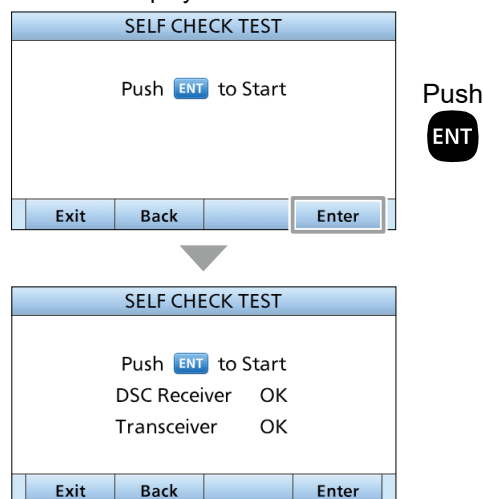 SELF CHECK TEST
Push ENT to Start
Push
ENT
Exit Back Enter
SELF CHECK TEST
Push ENT to Start
DSC Receiver OK
Transceiver OK
Exit Back Enter